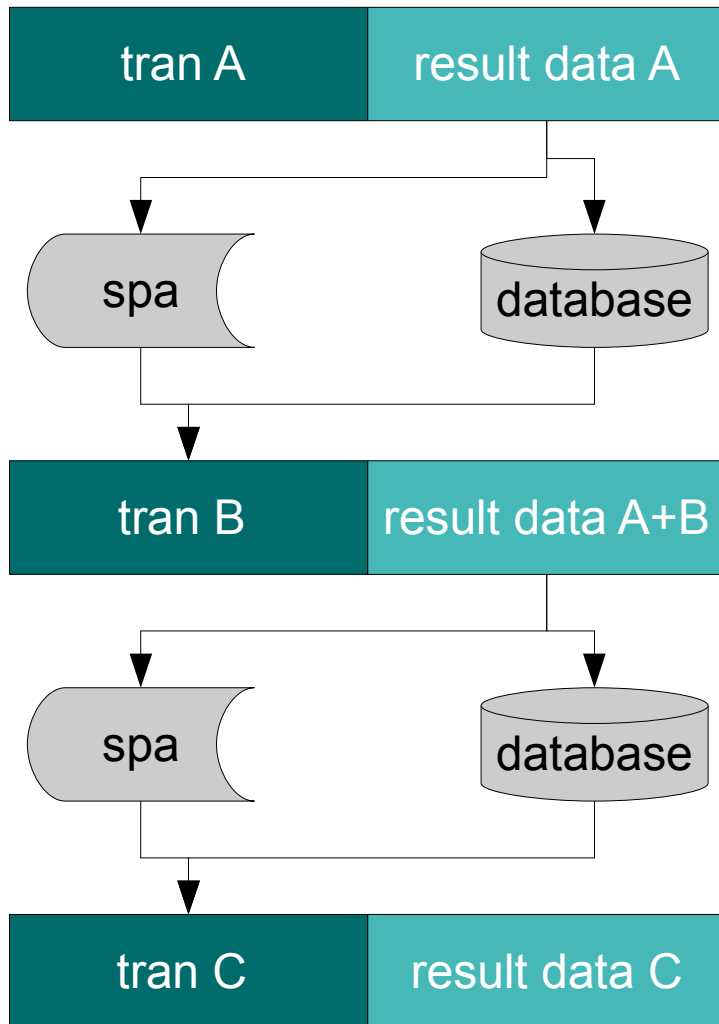 tran A
result data A
spa
database
tran B
result data A+B
spa
database
tran C
result data C